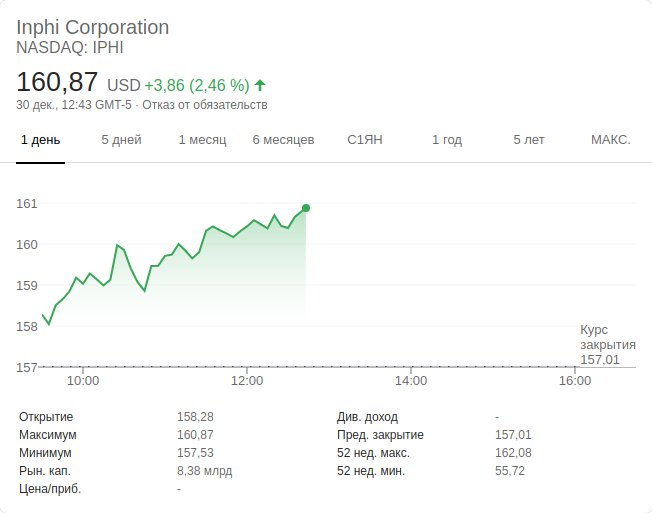 Inphi Corporation
NASDAQ: IPHI
160,87 USD +3,86 (2,46 %)
30 дек., 12:43 GMT-5 · Отказ от обязательств
1 день 5 дней 1 месяц 6 месяцев С1ЯН 1 год 5 лет МАКС.
161
160
159
158
157
Курс
закрытия
157,01
10:00 12:00 14:00 16:00
Открытие 158,28 Див. доход -
Максимум 160,87 Пред. закрытие 157,01
Минимум 157,53 52 нед. макс. 162,08
Рын. кап. 8,38 млрд 52 нед. мин. 55,72
Цена/приб. -